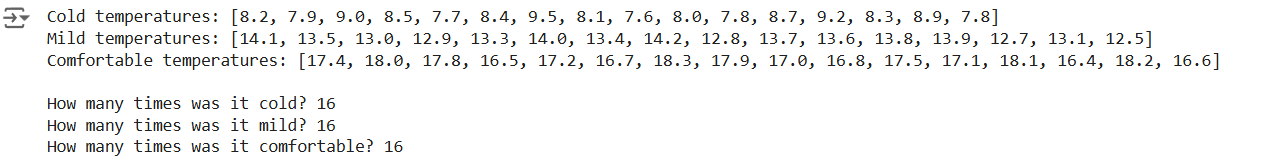 Cold temperatures: [8.2, 7.9, 9.0, 8.5, 7.7, 8.4, 9.5, 8.1, 7.6, 8.0, 7.8, 8.7, 9.2, 8.3, 8.9, 7.8]
Mild temperatures: [14.1, 13.5, 13.0, 12.9, 13.3, 14.0, 13.4, 14.2, 12.8, 13.7, 13.6, 13.8, 13.9, 12.7, 13.1, 12.5]
Comfortable temperatures: [17.4, 18.0, 17.8, 16.5, 17.2, 16.7, 18.3, 17.9, 17.0, 16.8, 17.5, 17.1, 18.1, 16.4, 18.2, 16.6]
How many times was it cold? 16
How many times was it mild? 16
How many times was it comfortable? 16